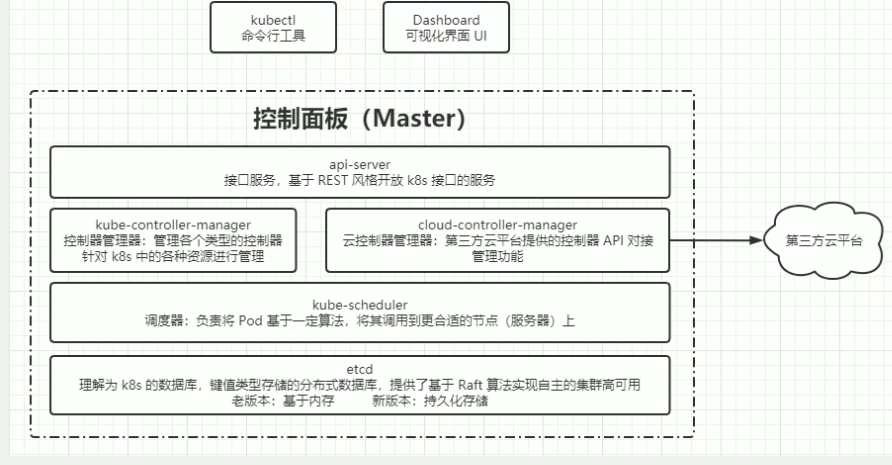 kubectl
命令行工具
Dashboard
可视化界面 UI
控制面板（Master）
api-server
接口服务，基于 REST 风格开放 k8s 接口的服务
kube-controller-manager
控制器管理器：管理各个类型的控制器
针对 k8s 中的各种资源进行管理
cloud-controller-manager
云控制器管理器：第三方云平台提供的控制器 API 对接
管理功能
第三方云平台
kube-scheduler
调度器：负责将 Pod 基于一定算法，将其调用到更合适的节点（服务器）上
etcd
理解为 k8s 的数据库，键值类型存储的分布式数据库，提供了基于 Raft 算法实现自主的集群高可用
老版本：基于内存 新版本：持久化存储